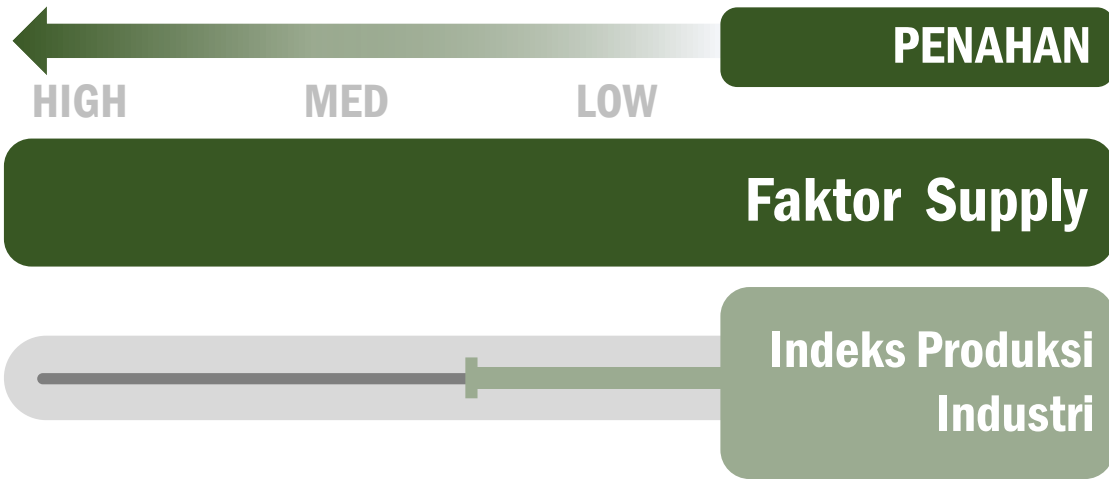 PENAHAN
HIGH MED LOW
Faktor Supply
Indeks Produksi
Industri